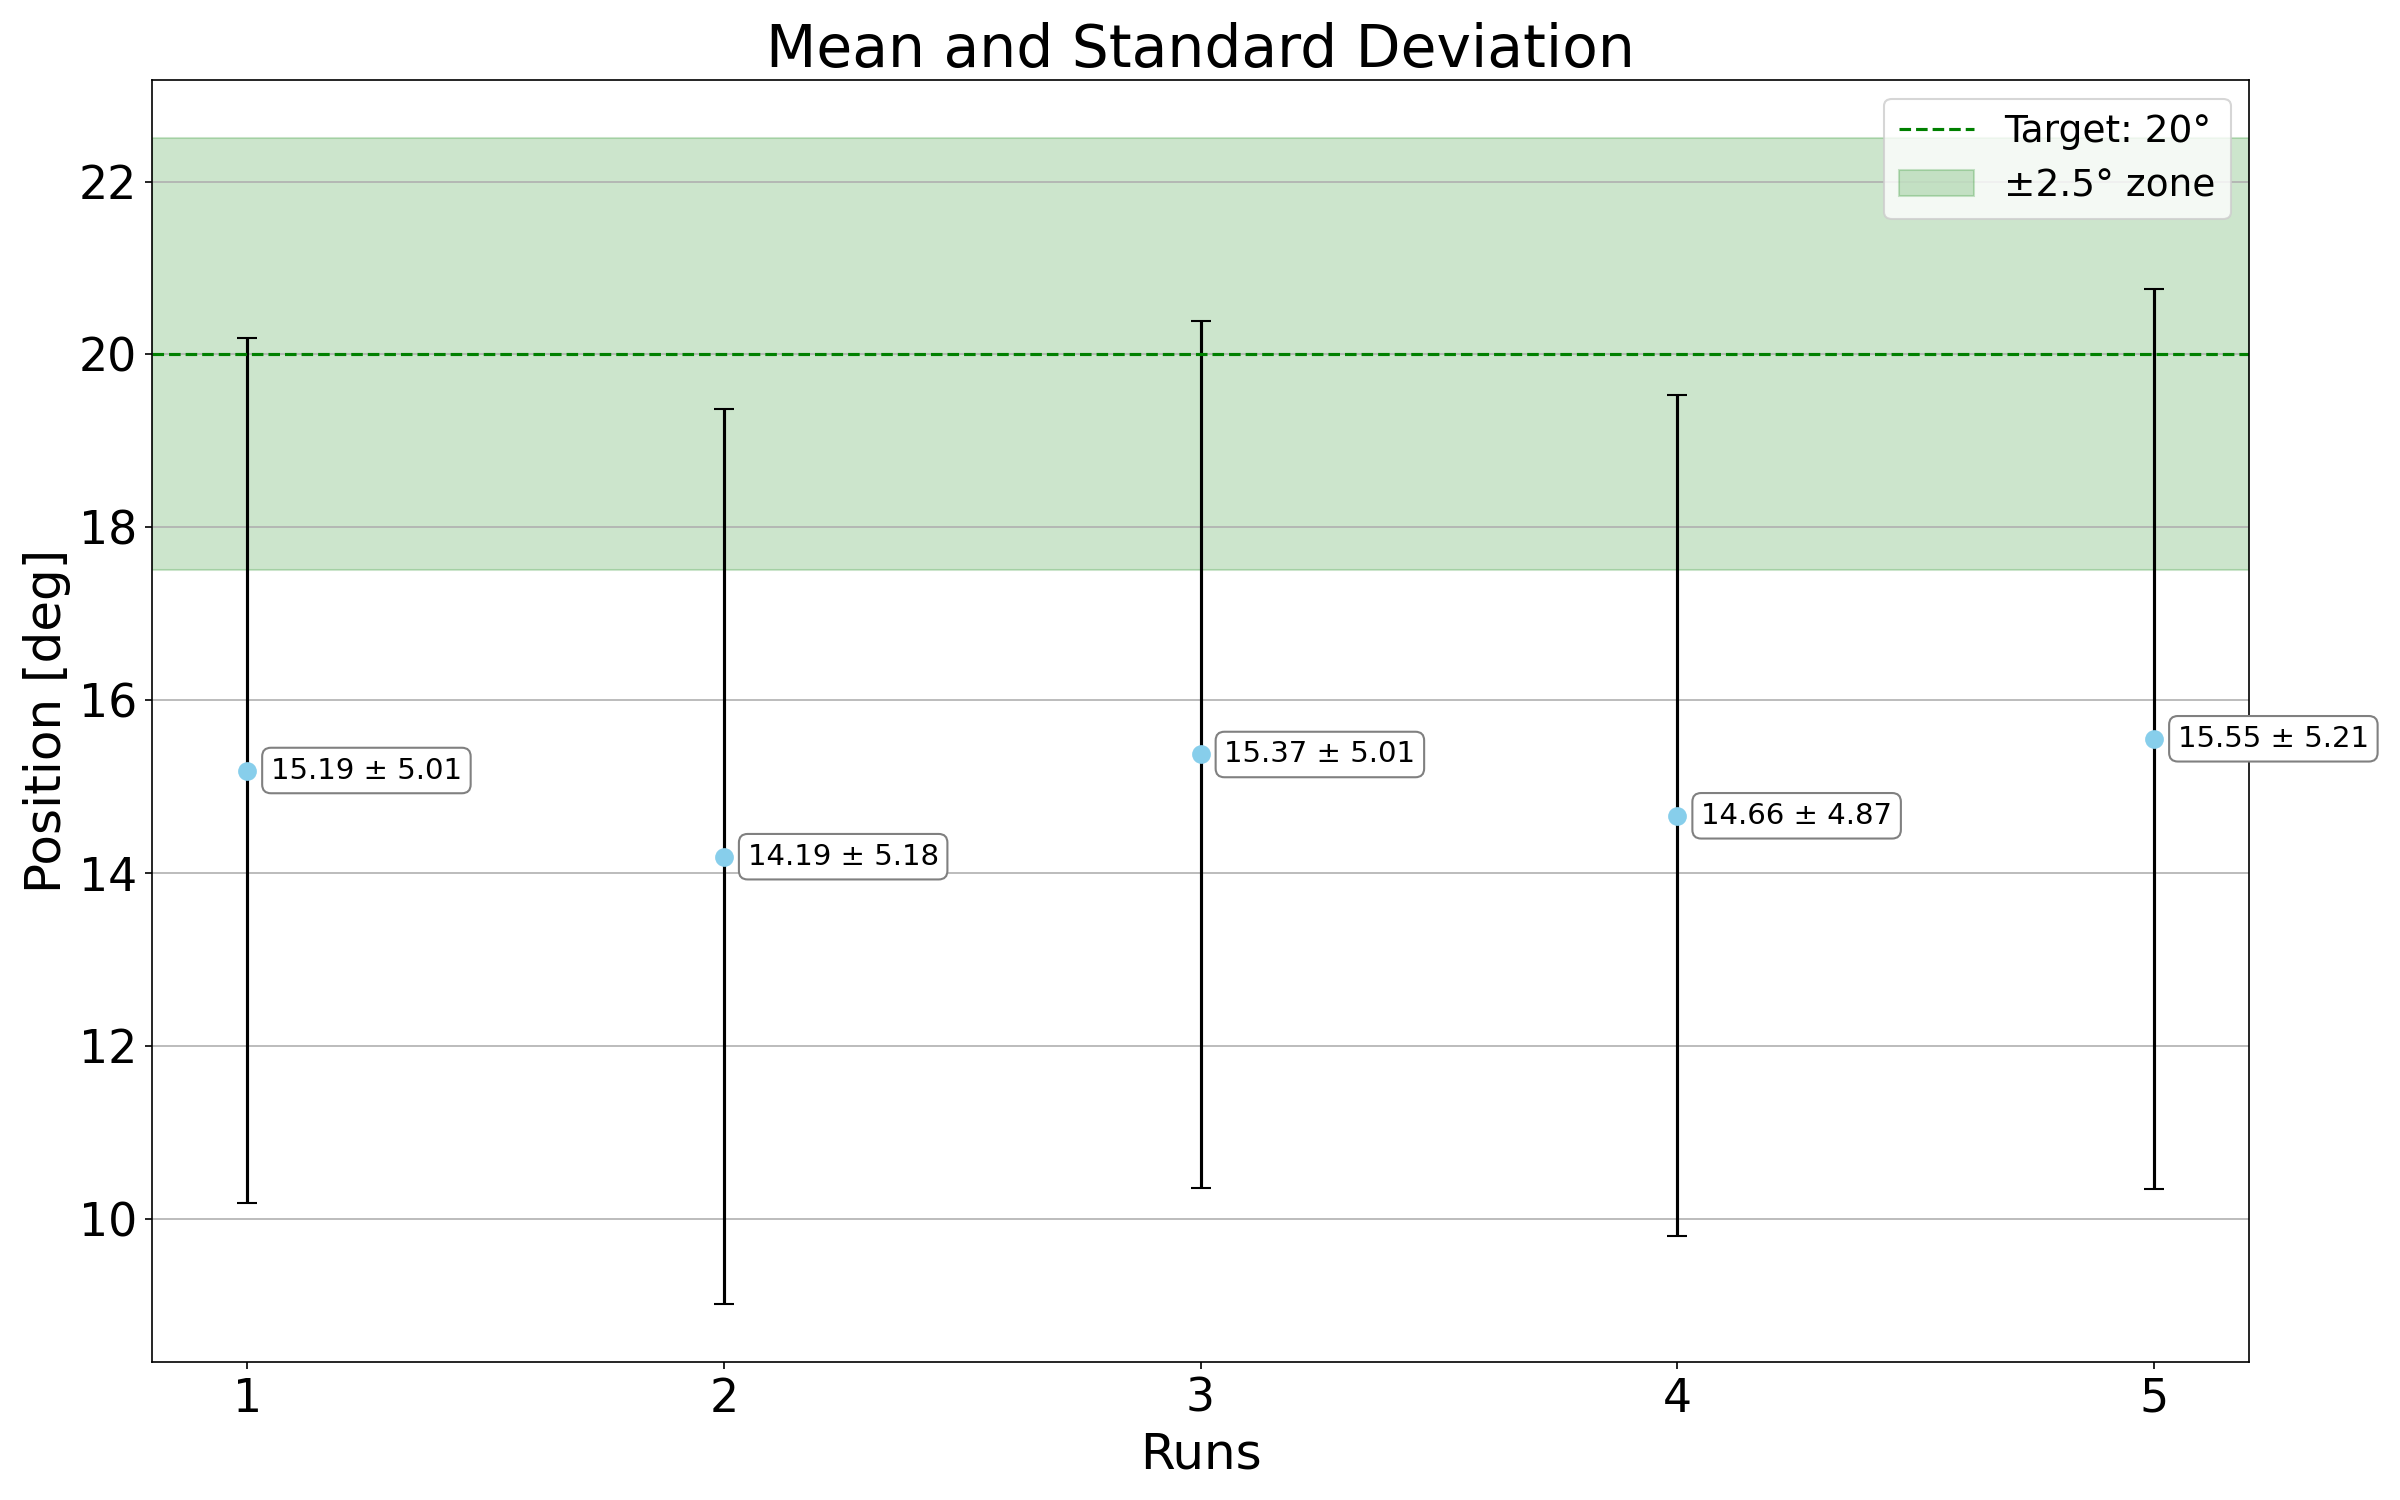 Mean and Standard Deviation
Target: 20°
±2.5° zone
Position [deg]
22
20
18
16
14
12
10
15.19 ± 5.01
14.19 ± 5.18
15.37 ± 5.01
14.66 ± 4.87
15.55 ± 5.21
1 2 3 4 5
Runs